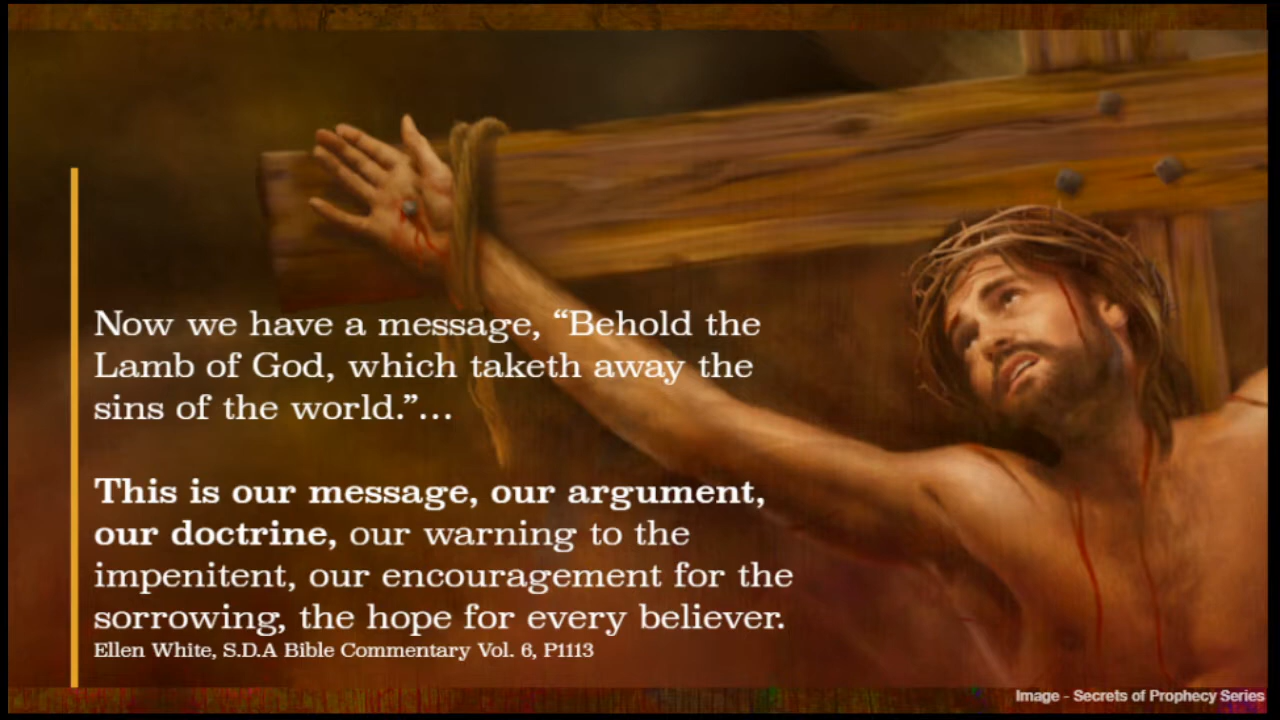 Now we have a message, “Behold the
Lamb of God, which taketh away the
sins of the world.”...
This is our message, our argument,
our doctrine, our warning to the
impenitent, our encouragement for the
sorrowing, the hope for every believer.
Ellen White, S.D.A Bible Commentary Vol. 6, P1113
Image - Secrets of Prophecy Series